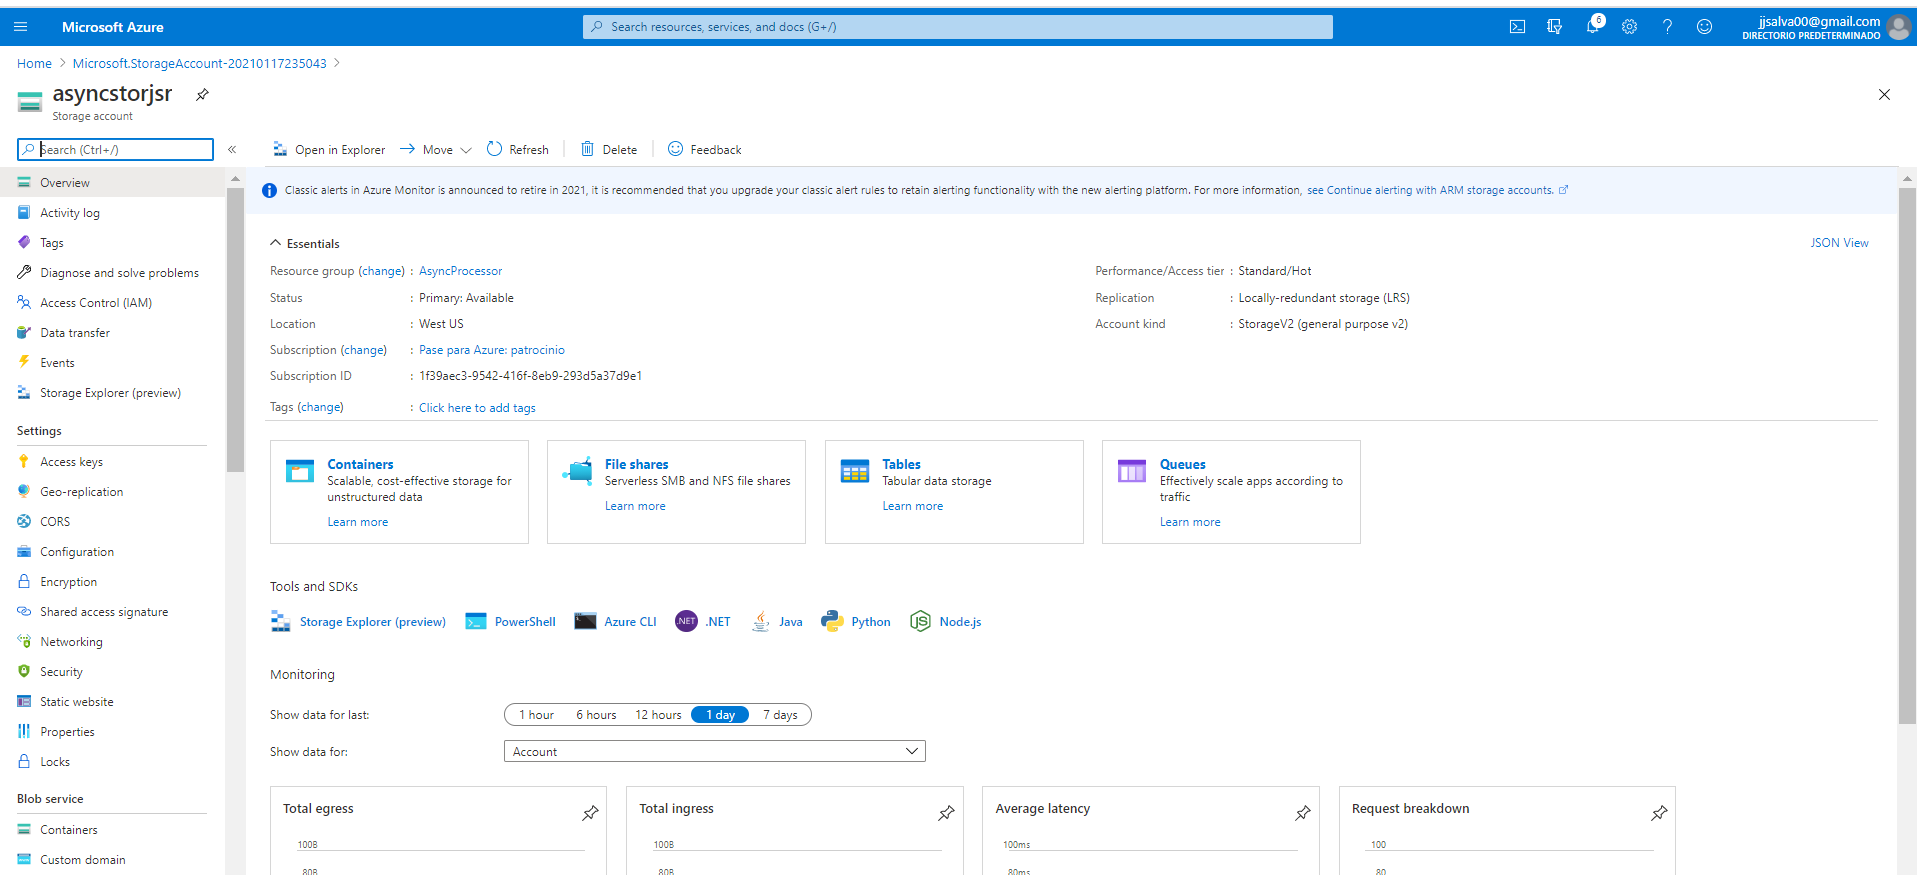 Microsoft Azure
Search resources, services, and docs (G+/)
6
jjsalva00@gmail.com
DIRECTORIO PREDETERMINADO
Home > Microsoft.StorageAccount-20210117235043 >
asyncstorjsr
Storage account
Search (Ctrl+/)
«
Open in Explorer
Move
Refresh
Delete
Feedback
Overview
Activity log
Tags
Diagnose and solve problems
Access Control (IAM)
Data transfer
Events
Storage Explorer (preview)
Settings
Access keys
Geo-replication
CORS
Configuration
Encryption
Shared access signature
Networking
Security
Static website
Properties
Locks
Blob service
Containers
Custom domain
Classic alerts in Azure Monitor is announced to retire in 2021, it is recommended that you upgrade your classic alert rules to retain alerting functionality with the new alerting platform. For more information, see Continue alerting with ARM storage accounts.
Essentials
JSON View
Resource group (change) : AsyncProcessor
Status : Primary: Available
Location : West US
Subscription (change) : Pase para Azure: patrocinio
Subscription ID : 1f39aec3-9542-416f-8eb9-293d5a37d9e1
Tags (change) : Click here to add tags
Performance/Access tier : Standard/Hot
Replication : Locally-redundant storage (LRS)
Account kind : StorageV2 (general purpose v2)
Containers
Scalable, cost-effective storage for
unstructured data
Learn more
File shares
Serverless SMB and NFS file shares
Learn more
Tables
Tabular data storage
Learn more
Queues
Effectively scale apps according to
traffic
Learn more
Tools and SDKs
Storage Explorer (preview)
PowerShell
Azure CLI
.NET
.NET
Java
Python
Node.js
Monitoring
Show data for last:
1 hour
6 hours
12 hours
1 day
7 days
Show data for:
Account
Total egress
100B
80B
Total ingress
100B
80B
Average latency
100ms
80ms
Request breakdown
100
80